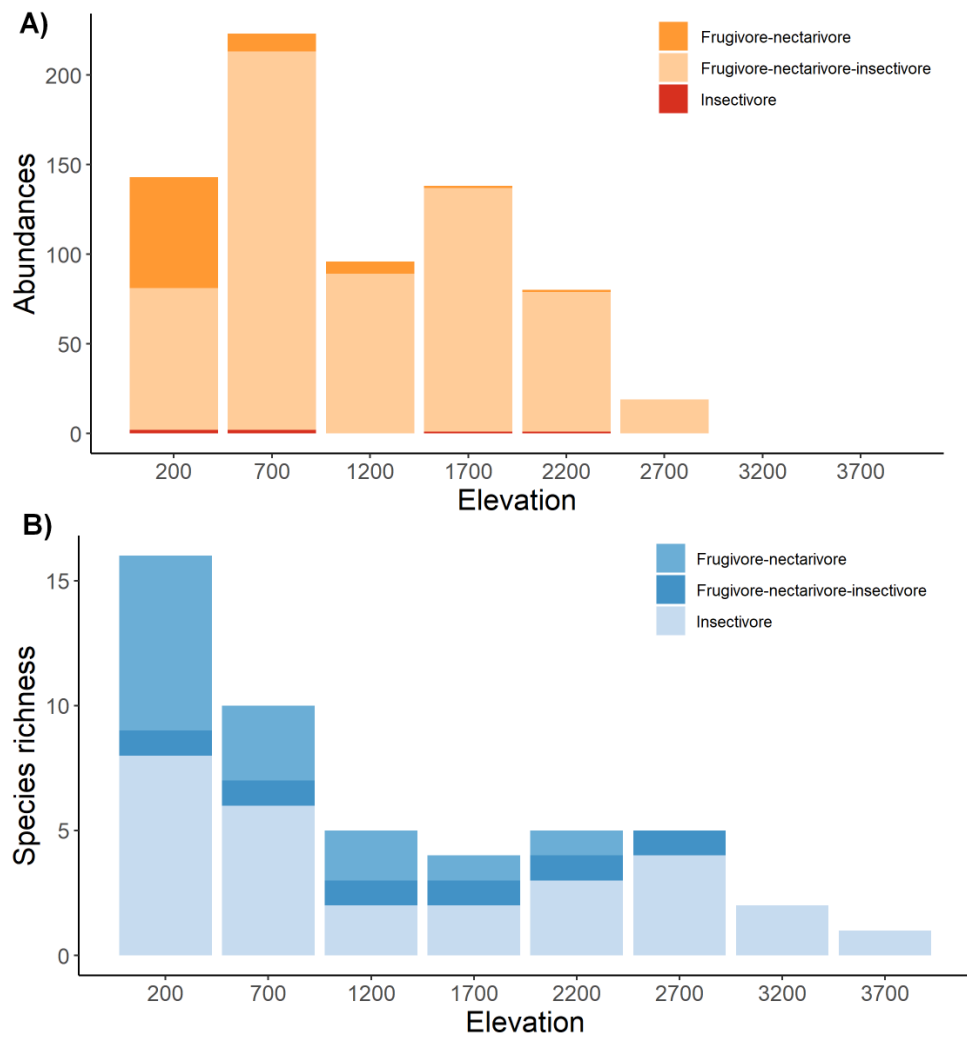 A)
Frugivore-nectarivore
Frugivore-nectarivore-insectivore
Insectivore
200
150
100
50
0
Abundances
200 700 1200 1700 2200 2700 3200 3700
Elevation
B)
Frugivore-nectarivore
Frugivore-nectarivore-insectivore
Insectivore
15
10
5
0
Species richness
200 700 1200 1700 2200 2700 3200 3700
Elevation